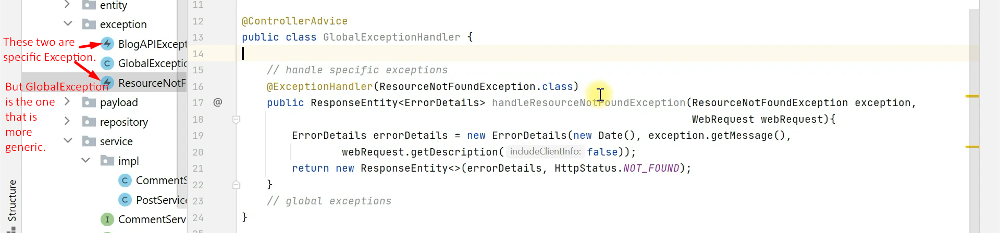 entity
exception
These two are
specific Exception.
BlogAPIExcept
GlobalExceptio
But GlobalException
is the one
that is
more
generic.
ResourceNotF
payload
repository
service
impl
CommentS
PostService
CommentServ
Structure
11
12 @ControllerAdvice
13 public class GlobalExceptionHandler {
14
15 // handle specific exceptions
16 @ExceptionHandler(ResourceNotFoundException.class)
17 @ public ResponseEntity<ErrorDetails> handleResourceNotFoundException(ResourceNotFoundException exception,
18 WebRequest webRequest){
19 ErrorDetails errorDetails = new ErrorDetails(new Date(), exception.getMessage(),
20 webRequest.getDescription( includeClientInfo: false));
21 return new ResponseEntity<>(errorDetails, HttpStatus.NOT_FOUND);
22 }
23 // global exceptions
24 }